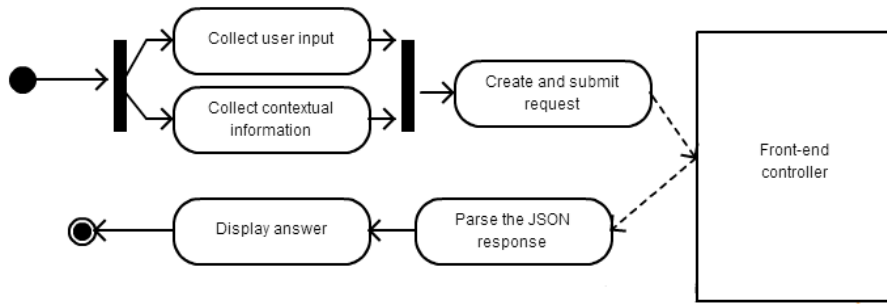 Collect user input
Collect contextual
information
Create and submit
request
Front-end
controller
Parse the JSON
response
Display answer